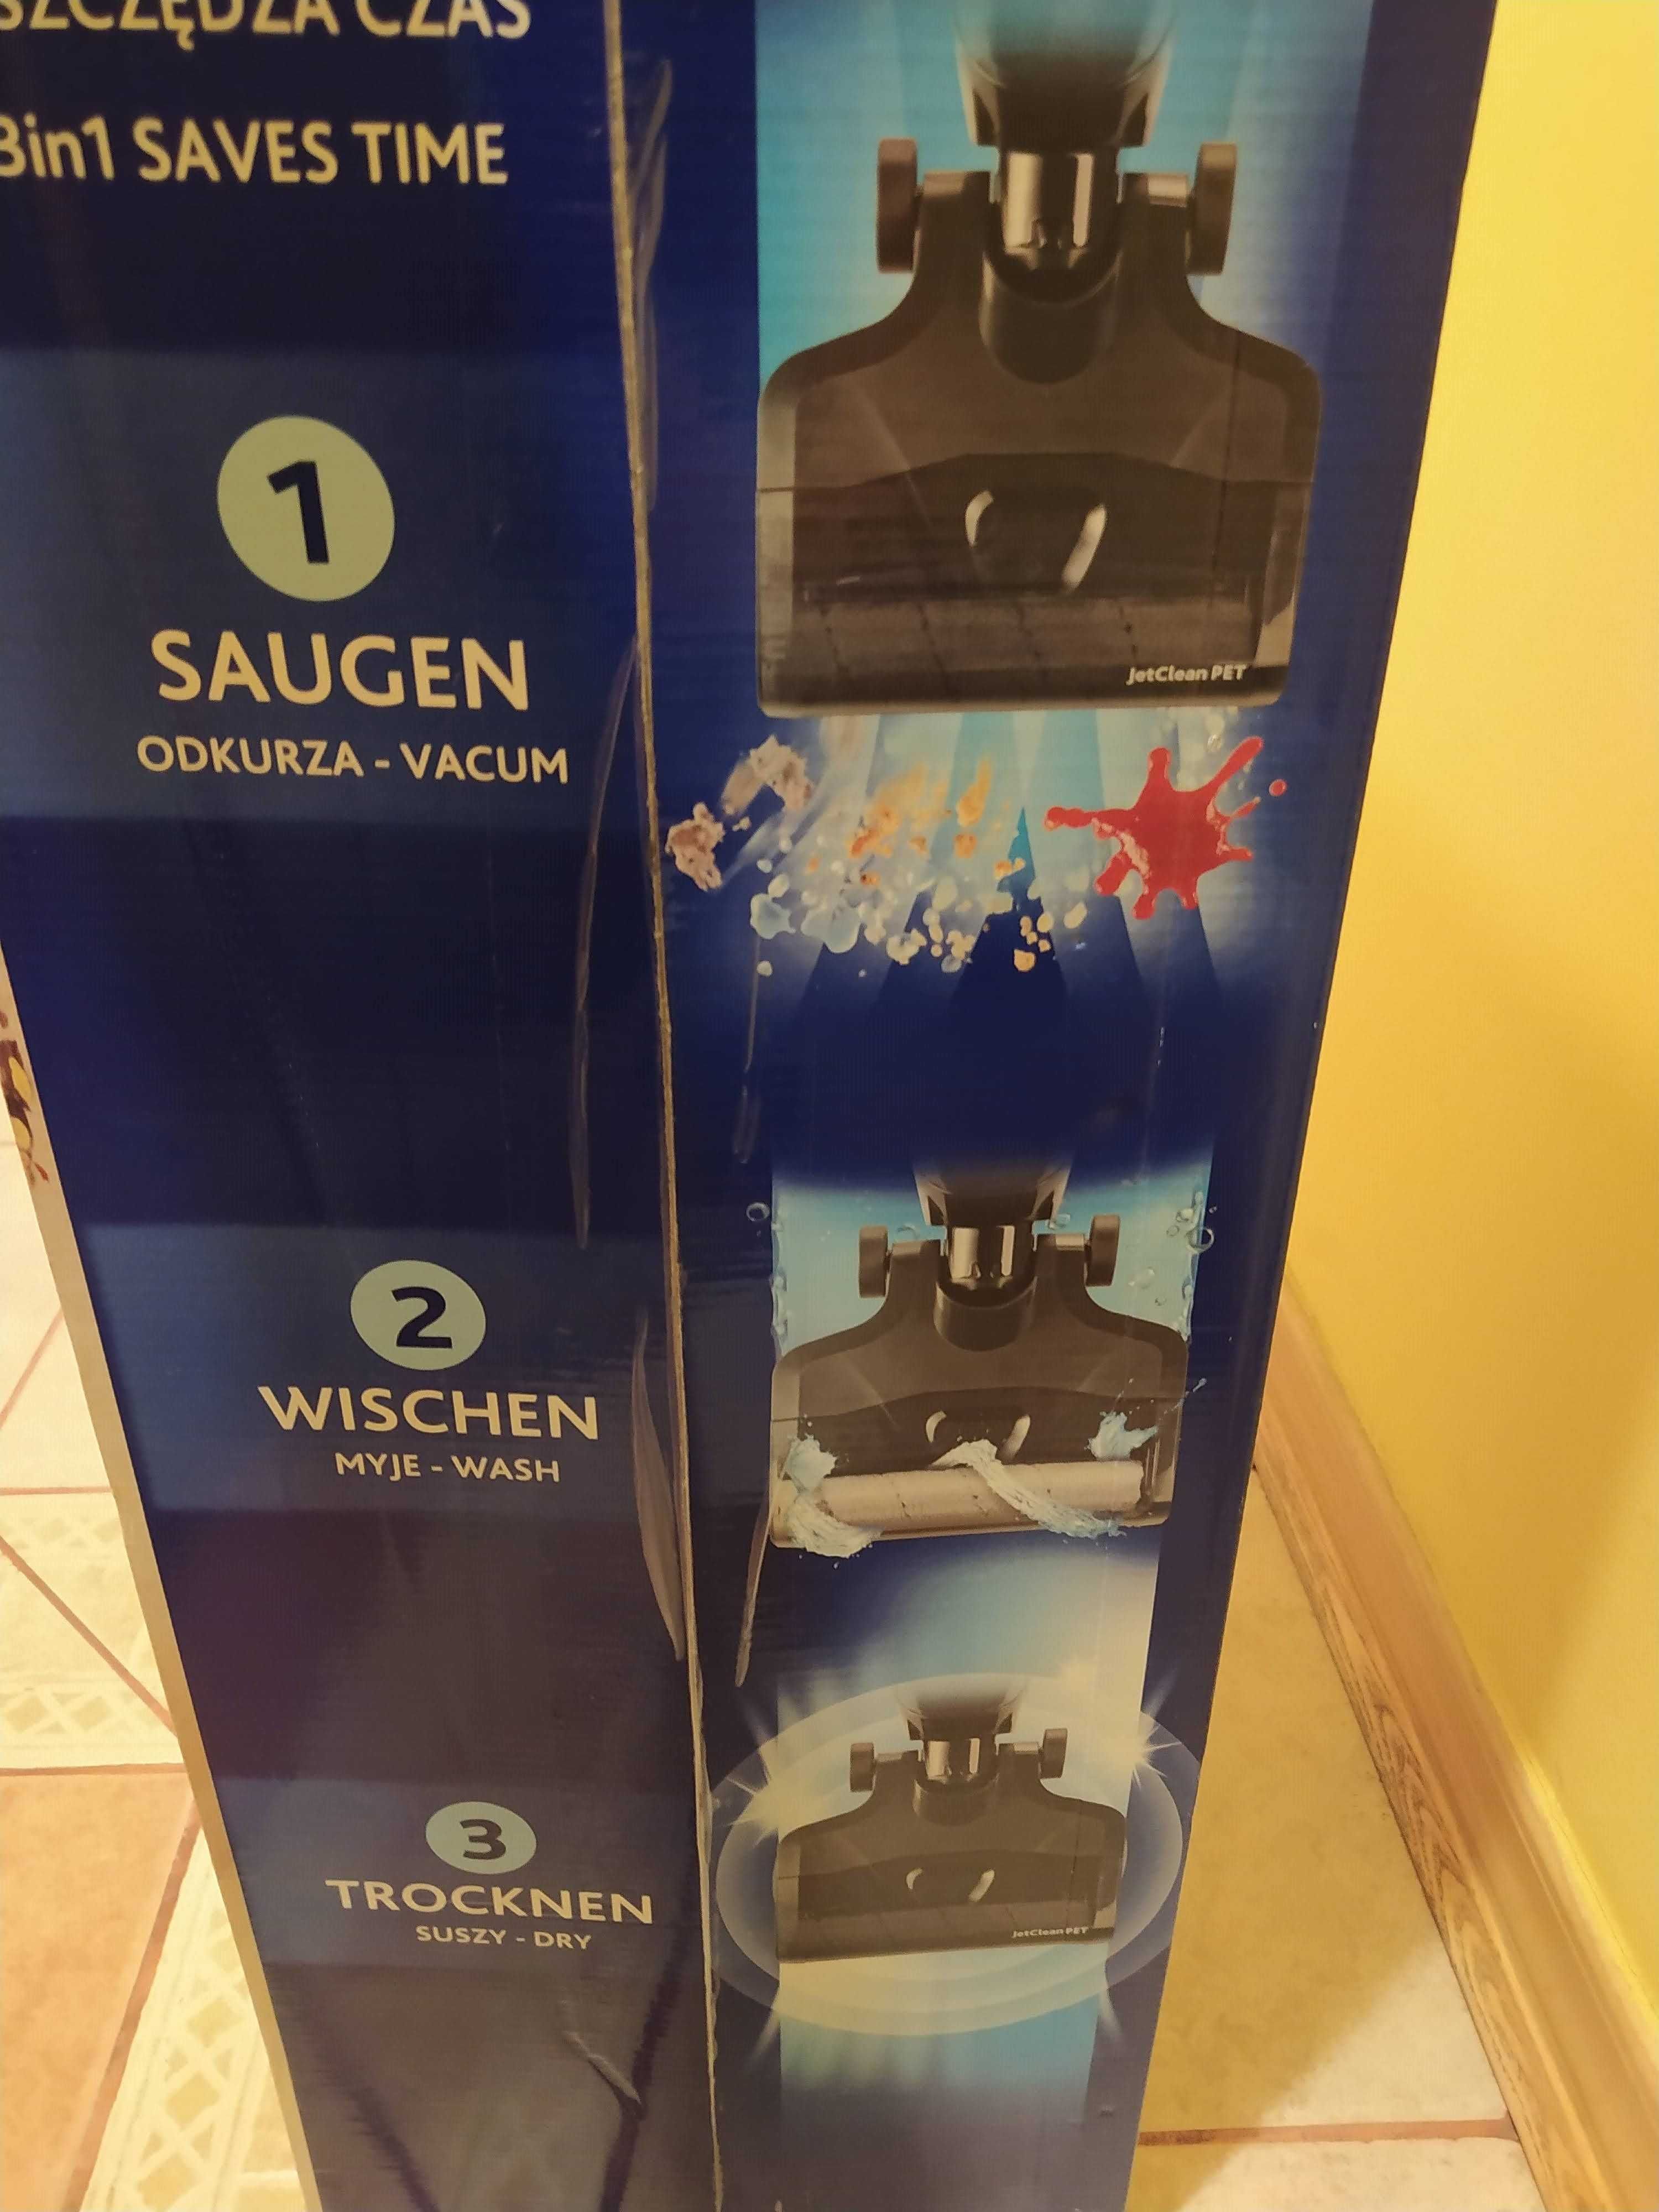 CZAS
3in1 SAVES TIME
1
SAUGEN
ODKURZA - VACUM
JetClean PET
2
WISCHEN
MYJE - WASH
3
TROCKNEN
SUSZY - DRY
JetClean PET